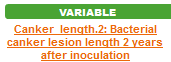 VARIABLE
Canker_length.2: Bacterial
canker lesion length 2 years
after inoculation